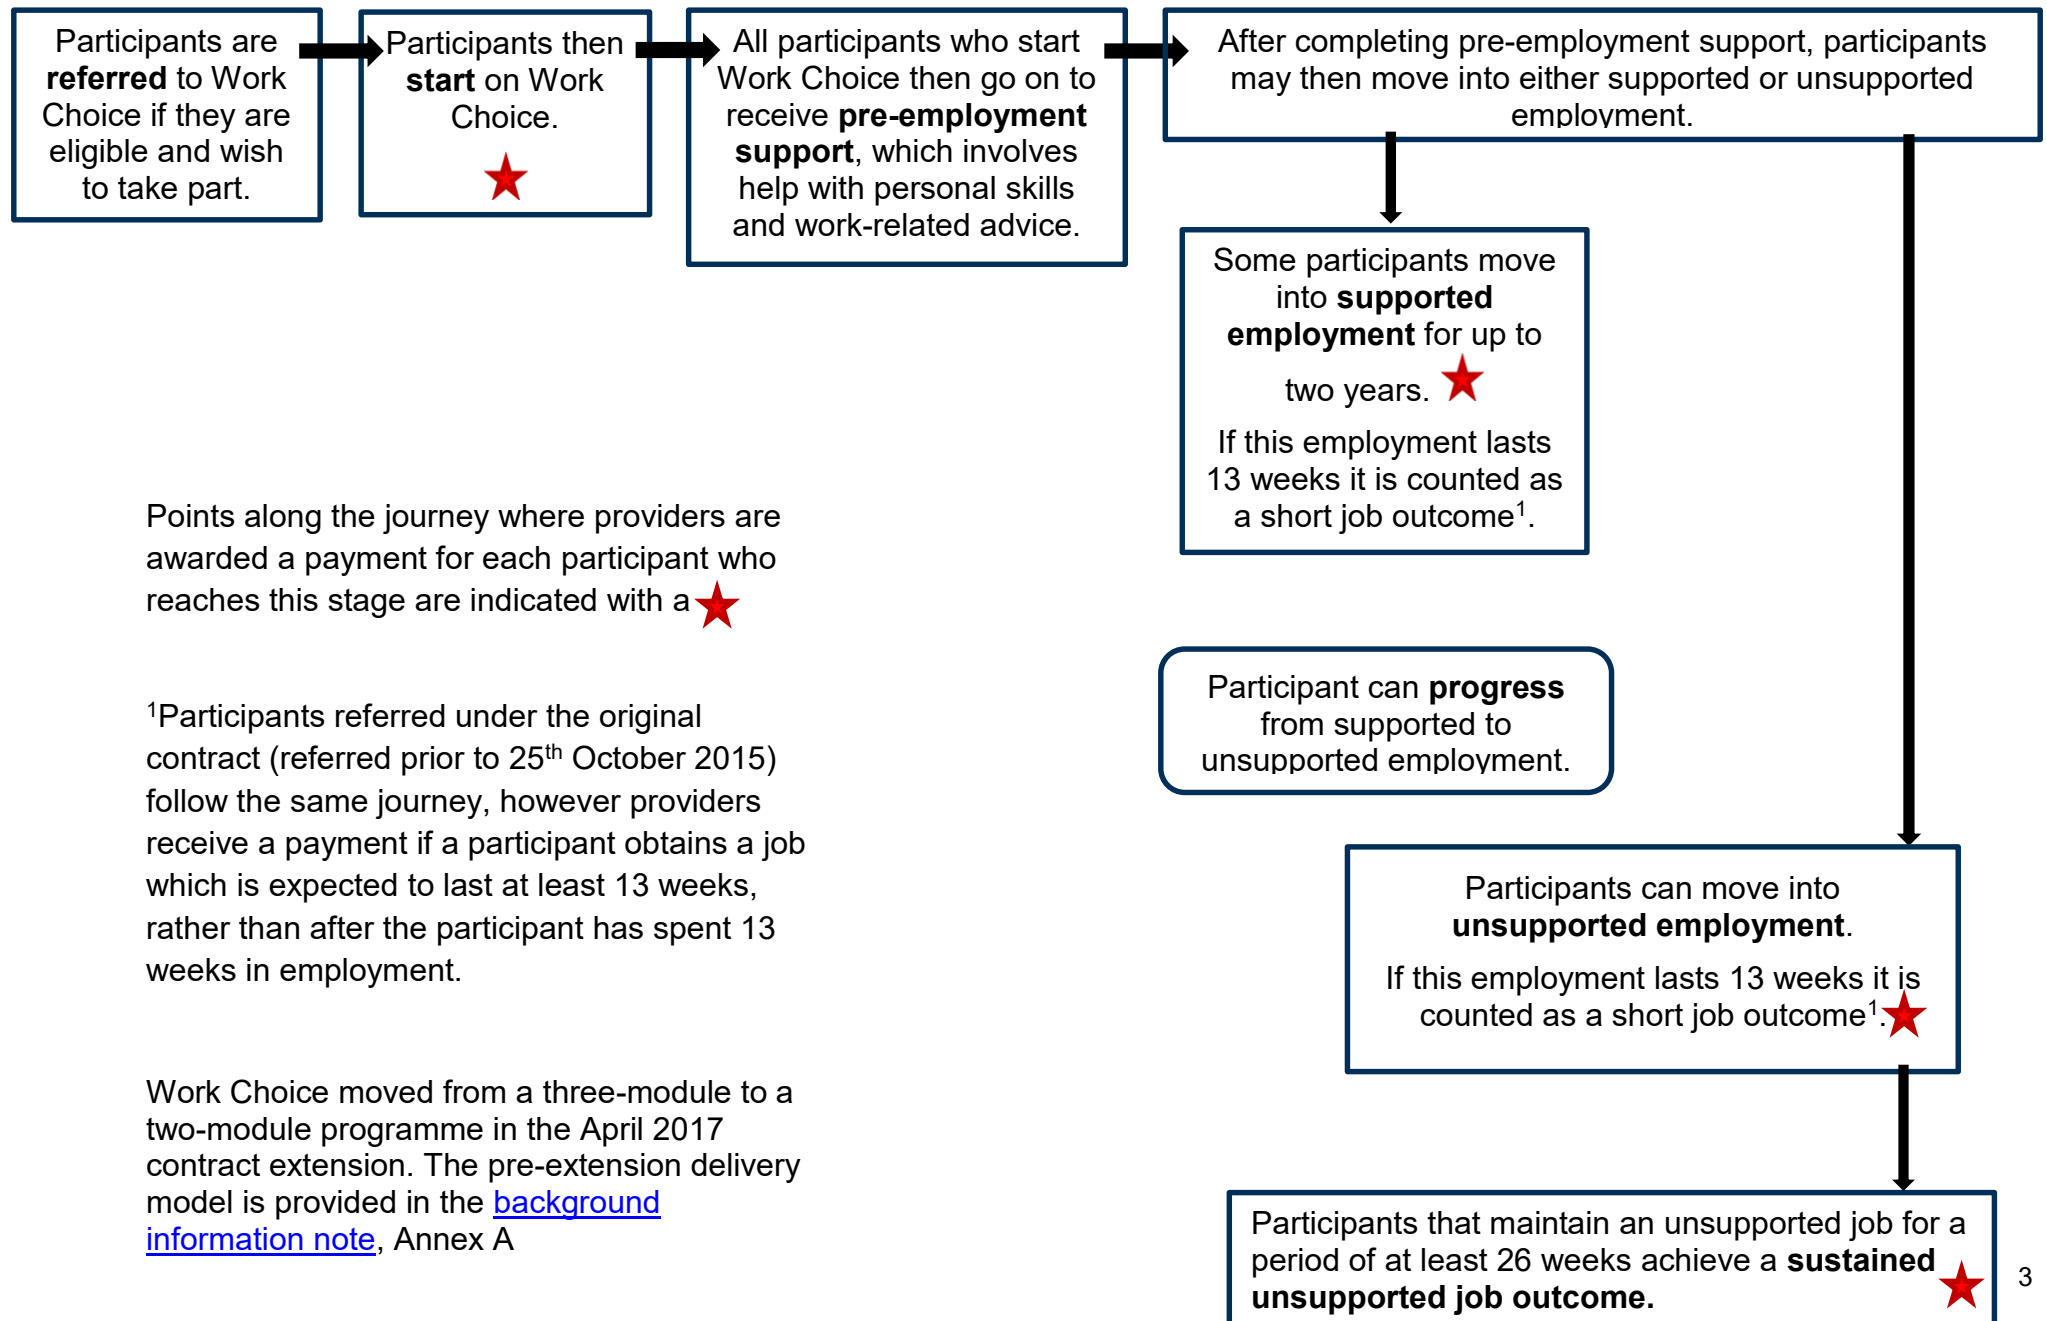 Participants are
referred to Work
Choice if they are
eligible and wish
to take part.
Participants then
start on Work
Choice.
All participants who start
Work Choice then go on to
receive pre-employment
support, which involves
help with personal skills
and work-related advice.
After completing pre-employment support, participants
may then move into either supported or unsupported
employment.
Some participants move
into supported
employment for up to
two years.
If this employment lasts
13 weeks it is counted as
a short job outcome¹.
Points along the journey where providers are
awarded a payment for each participant who
reaches this stage are indicated with a
Participant can progress
from supported to
unsupported employment.
¹Participants referred under the original
contract (referred prior to 25th October 2015)
follow the same journey, however providers
receive a payment if a participant obtains a job
which is expected to last at least 13 weeks,
rather than after the participant has spent 13
weeks in employment.
Participants can move into
unsupported employment.
If this employment lasts 13 weeks it is
counted as a short job outcome¹.
Work Choice moved from a three-module to a
two-module programme in the April 2017
contract extension. The pre-extension delivery
model is provided in the background
information note, Annex A
Participants that maintain an unsupported job for a
period of at least 26 weeks achieve a sustained
unsupported job outcome.
3